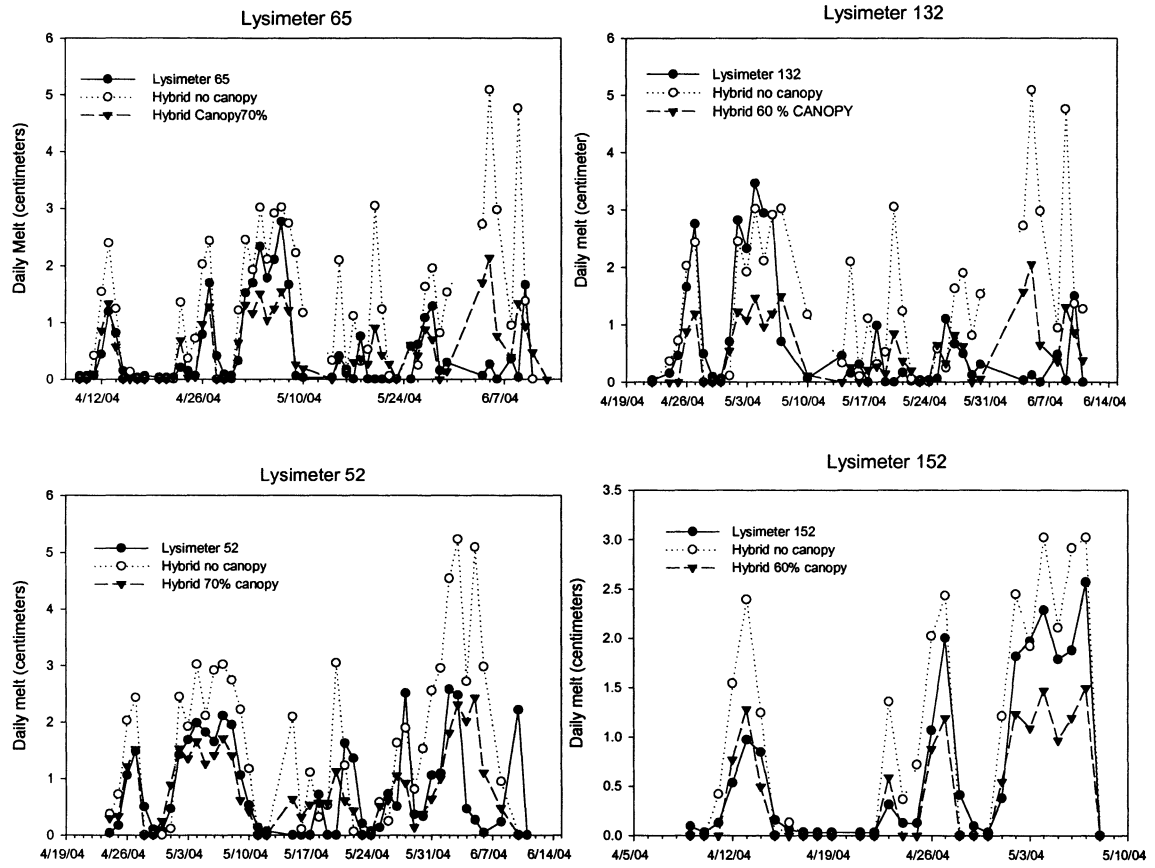 Lysimeter 65
6
5
4
3
2
1
0
Daily Melt (centimeters)
Lysimeter 65
Hybrid no canopy
Hybrid Canopy70%
4/12/04 4/26/04 5/10/04 5/24/04 6/7/04
Lysimeter 132
6
5
4
3
2
1
0
Daily melt (centimeter)
Lysimeter 132
Hybrid no canopy
Hybrid 60 % CANOPY
4/19/04 4/26/04 5/3/04 5/10/04 5/17/04 5/24/04 5/31/04 6/7/04 6/14/04
Lysimeter 52
6
5
4
3
2
1
0
Daily melt (centimeters)
Lysimeter 52
Hybrid no canopy
Hybrid 70% canopy
4/19/04 4/26/04 5/3/04 5/10/04 5/17/04 5/24/04 5/31/04 6/7/04 6/14/04
Lysimeter 152
3.5
3.0
2.5
2.0
1.5
1.0
0.5
0.0
Daily melt (centimeters)
Lysimeter 152
Hybrid no canopy
Hybrid 60% canopy
4/5/04 4/12/04 4/19/04 4/26/04 5/3/04 5/10/04